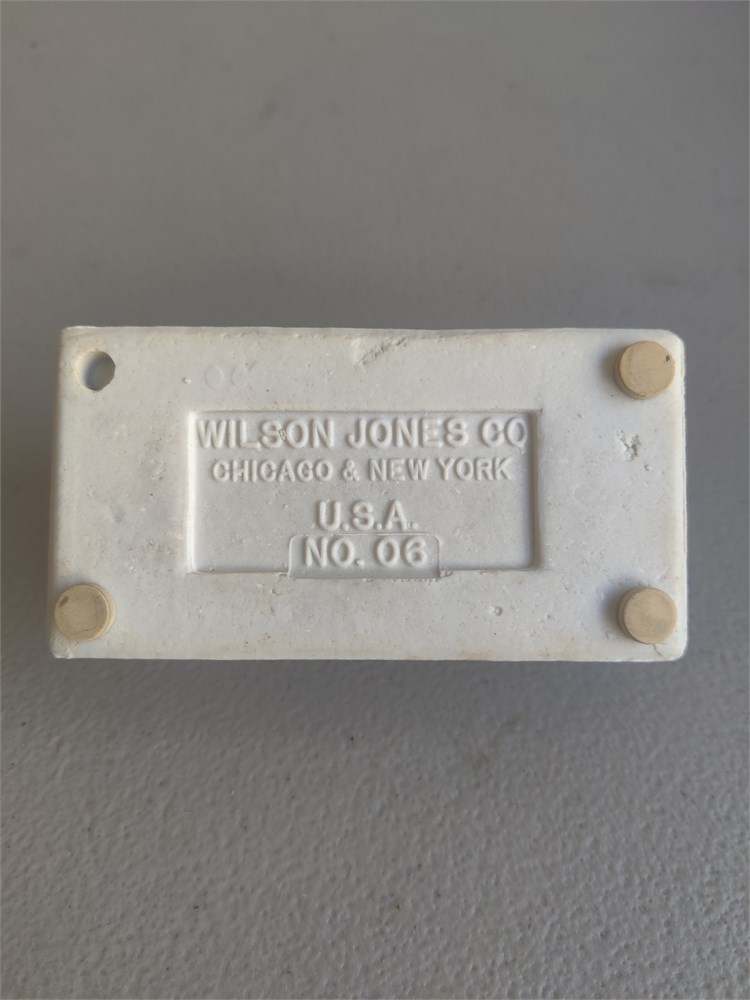 WILSON JONES CO
CHICAGO & NEW YORK
U.S.A.
NO. 06